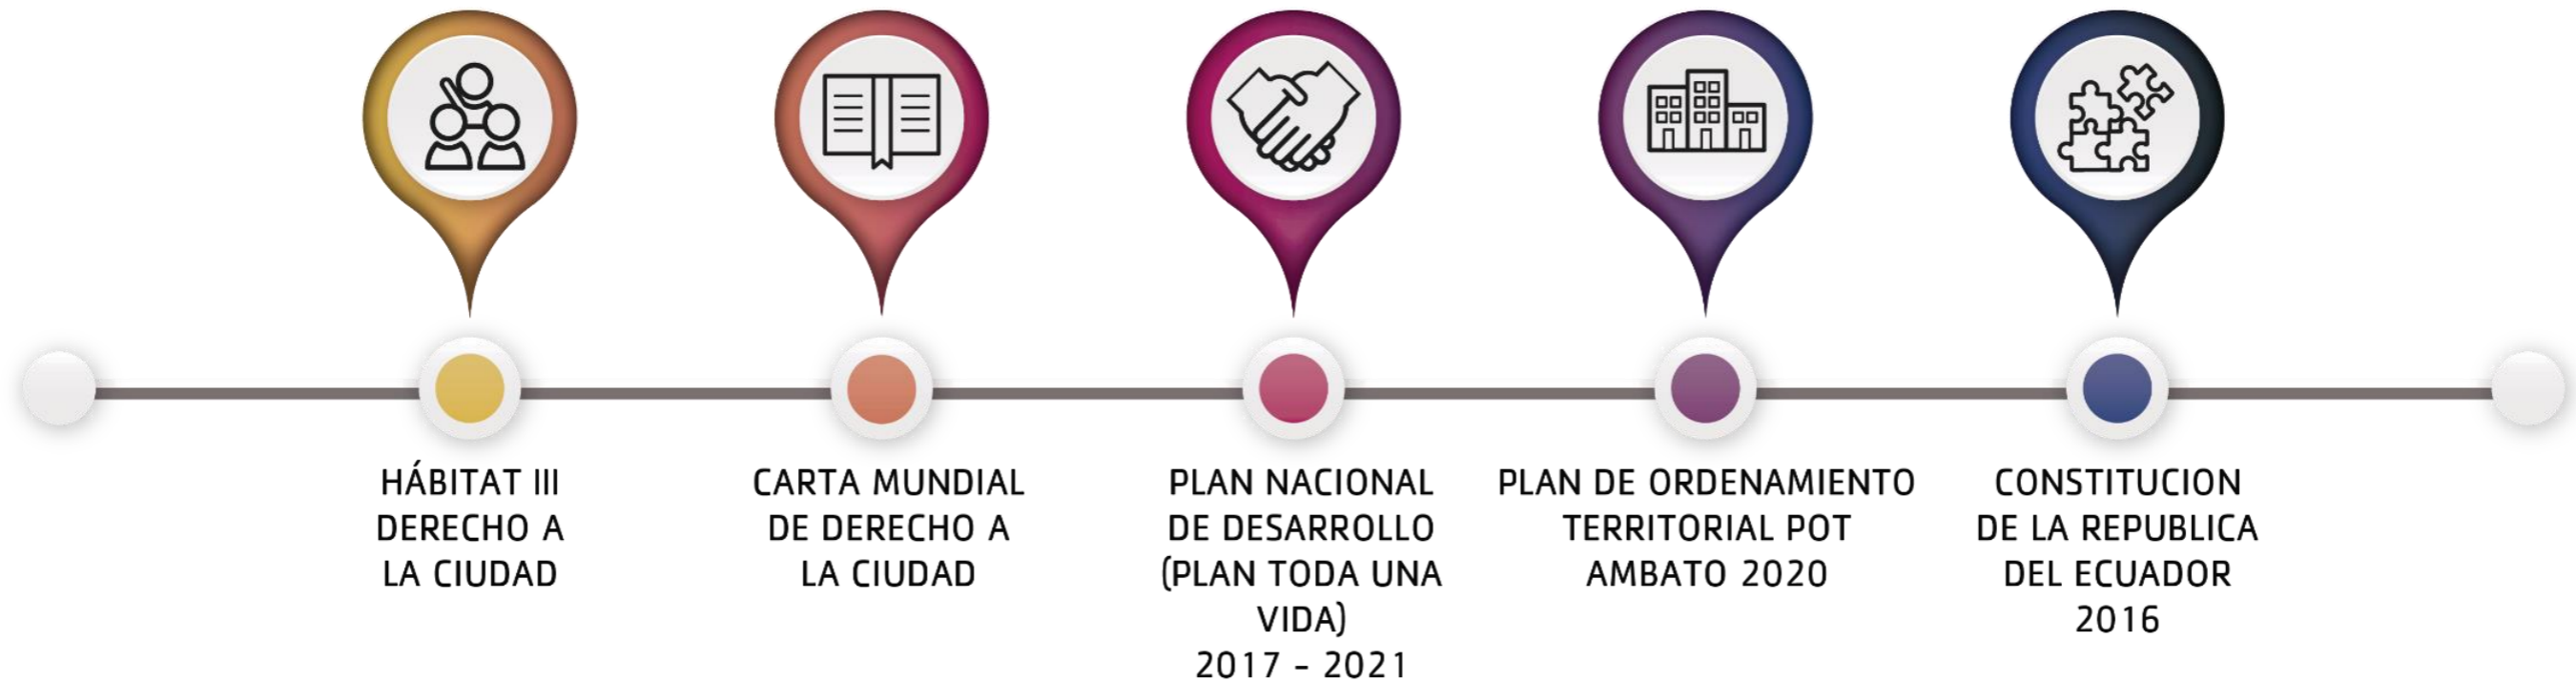 HÁBITAT III
DERECHO A
LA CIUDAD
CARTA MUNDIAL
DE DERECHO A
LA CIUDAD
PLAN NACIONAL
DE DESARROLLO
(PLAN TODA UNA
VIDA)
2017 - 2021
PLAN DE ORDENAMIENTO
TERRITORIAL POT
AMBATO 2020
CONSTITUCION
DE LA REPUBLICA
DEL ECUADOR
2016